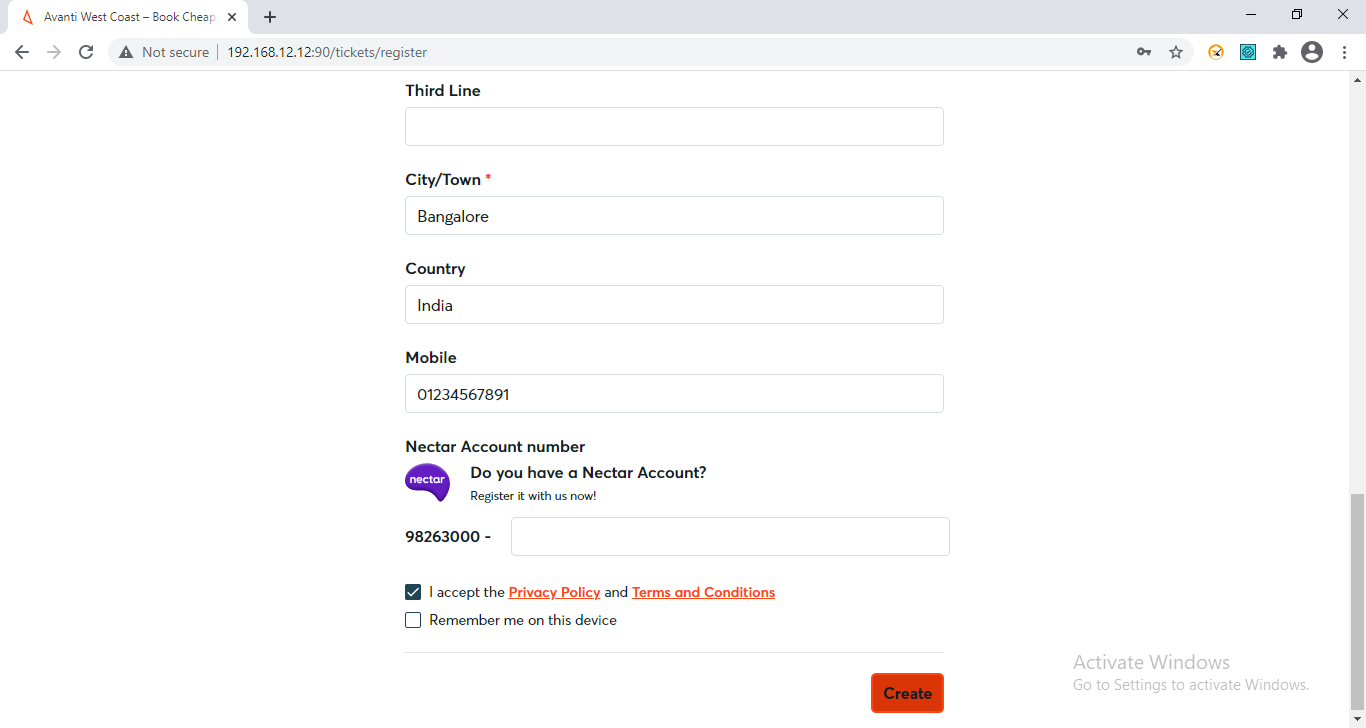 Avanti West Coast – Book Cheap
Not secure
192.168.12.12:90/tickets/register
Third Line
City/Town *
Bangalore
Country
India
Mobile
01234567891
Nectar Account number
nectar
Do you have a Nectar Account?
Register it with us now!
98263000 -
I accept the Privacy Policy and Terms and Conditions
Remember me on this device
Create
Activate Windows
Go to Settings to activate Windows.